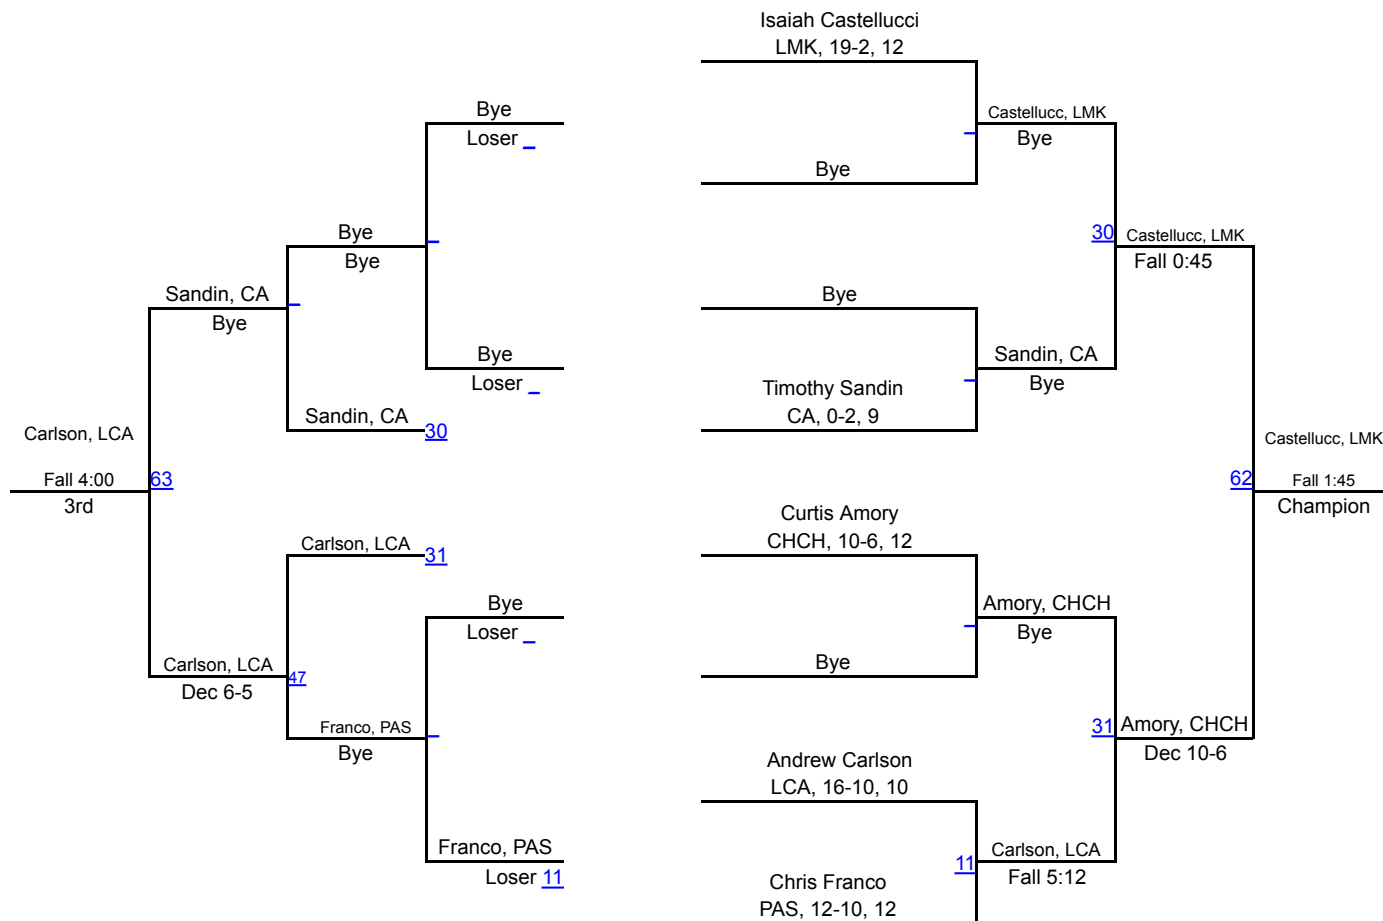 Isaiah Castellucci
LMK, 19-2, 12
Bye
Loser
Castellucc, LMK
Bye
Bye
Bye
Bye
30
Castellucc, LMK
Fall 0:45
Sandin, CA
Bye
Bye
Bye
Loser
Sandin, CA
Bye
Timothy Sandin
CA, 0-2, 9
Sandin, CA
30
Carlson, LCA
Fall 4:00
3rd
63
Castellucc, LMK
62
Fall 1:45
Champion
Curtis Amory
CHCH, 10-6, 12
Carlson, LCA
31
Bye
Loser
Amory, CHCH
Bye
Bye
Carlson, LCA
Dec 6-5
47
Franco, PAS
Bye
31
Amory, CHCH
Dec 10-6
Andrew Carlson
LCA, 16-10, 10
Franco, PAS
Loser 11
11
Carlson, LCA
Fall 5:12
Chris Franco
PAS, 12-10, 12